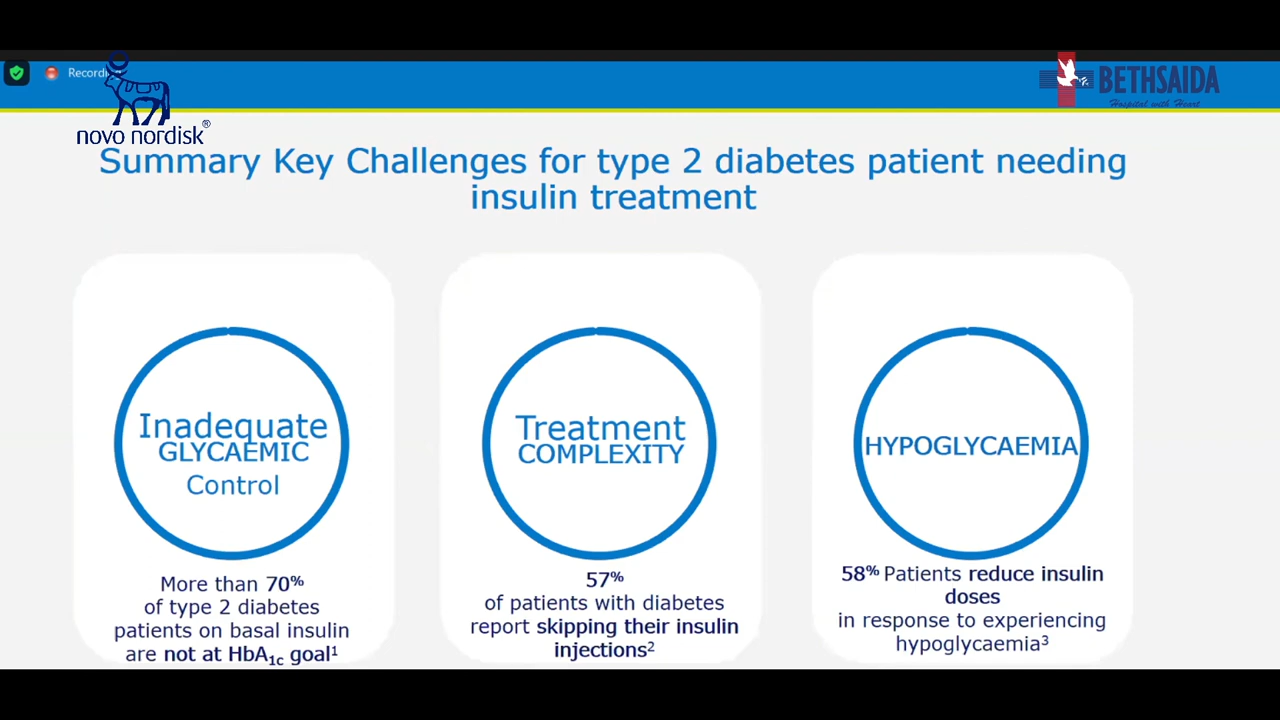 Recording
novo nordisk®
BETHSAIDA
Hospital with Heart
Summary Key Challenges for type 2 diabetes patient needing
insulin treatment
Inadequate
GLYCAEMIC
Control
More than 70%
of type 2 diabetes
patients on basal insulin
are not at HbA1c goal1
Treatment
COMPLEXITY
57%
of patients with diabetes
report skipping their insulin
injections2
HYPOGLYCAEMIA
58% Patients reduce insulin
doses
in response to experiencing
hypoglycaemia3